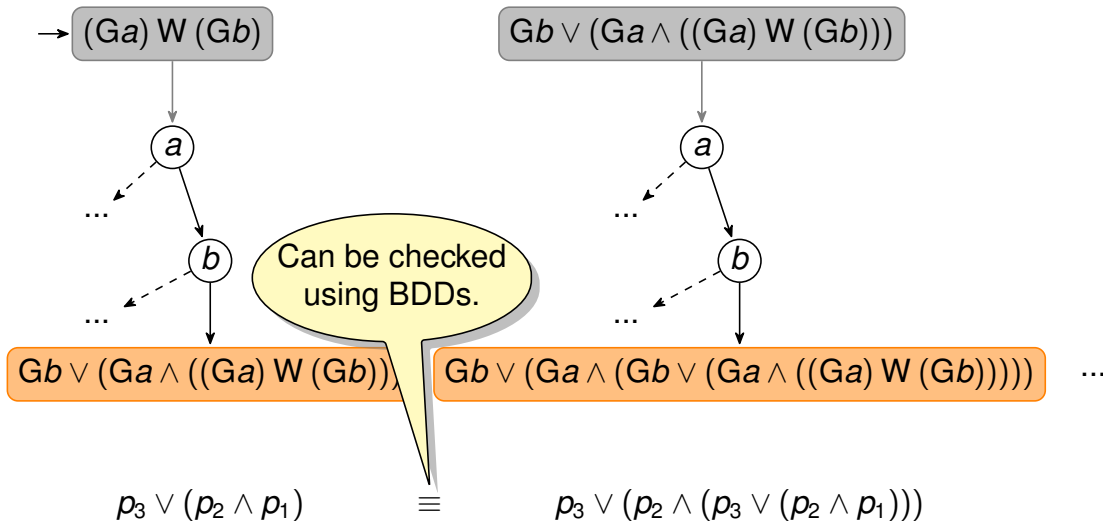 (Ga) W (Gb)
Gb ∨ (Ga ∧ ((Ga) W (Gb)))
a
a
...
...
b
b
Can be checked
using BDDs.
...
...
Gb ∨ (Ga ∧ ((Ga) W (Gb)))
Gb ∨ (Ga ∧ (Gb ∨ (Ga ∧ ((Ga) W (Gb)))))
...
p₃ ∨ (p₂ ∧ p₁)
≡
p₃ ∨ (p₂ ∧ (p₃ ∨ (p₂ ∧ p₁)))